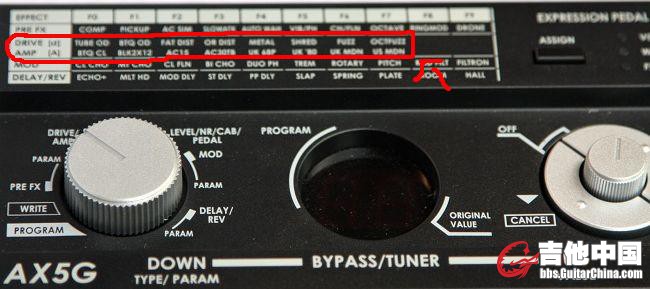 EFFECT F0 F1 F2 F3 F4 F5 F6 F7 F8 F9
PRE FX COMP PICKUP AC SIM SLOWATK AUTO WAH VIB/PH CH/FLN OCTAVE RINGMOD DRONE
DRIVE [d] TUBE OD BTQ OD FAT DIST OR DIST METAL SHRED FUZZ OCTFUZZ
AMP [A] BTQ CL BLK2X12 AC15 AC30TB UK 68P UK '80 UK MDN US MDN
MOD CL CHO MT CHO CL FLN BI CHO DUO PH TREM ROTARY PITCH FILTRON
DELAY/REV ECHO+ MLT HD MOD DLY ST DLY PP DLY SLAP SPRING PLATE ROOM HALL
EXPRESSION PEDAL
ASSIGN
DRIVE/AMP
LEVEL/NR/CAB/PEDAL
PARAM
MOD
PARAM
PRE FX
DELAY/REV
WRITE
PROGRAM
PARAM
PROGRAM
ORIGINAL VALUE
OFF
CANCEL
AX5G
DOWN
TYPE/ PARAM
BYPASS/TUNER
吉他中国
bbs.GuitarChina.com